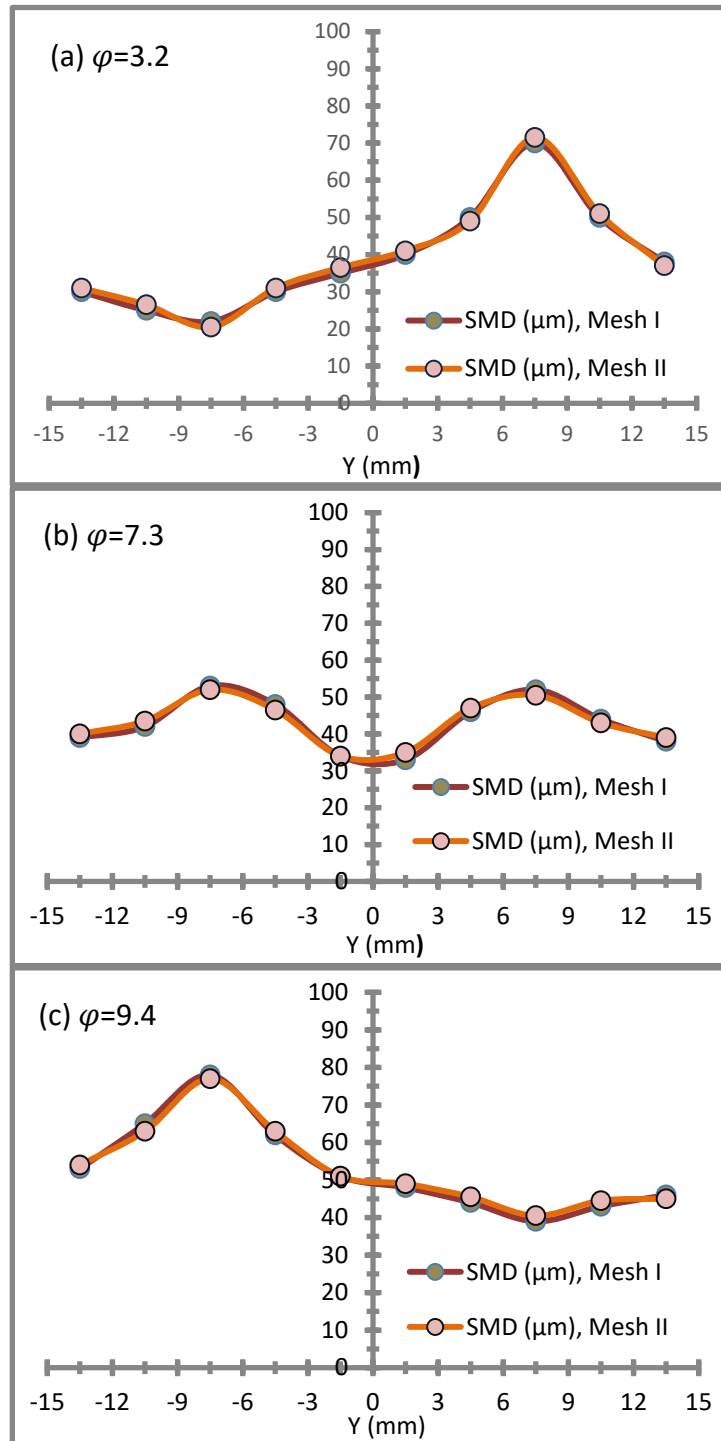 (a) φ=3.2
100
90
80
70
60
50
40
30
20
10
0
SMD (µm), Mesh I
SMD (µm), Mesh II
-15 -12 -9 -6 -3 0 3 6 9 12 15
Y (mm)
(b) φ=7.3
100
90
80
70
60
50
40
30
20
10
0
SMD (µm), Mesh I
SMD (µm), Mesh II
-15 -12 -9 -6 -3 0 3 6 9 12 15
Y (mm)
(c) φ=9.4
100
90
80
70
60
50
40
30
20
10
0
SMD (µm), Mesh I
SMD (µm), Mesh II
-15 -12 -9 -6 -3 0 3 6 9 12 15
Y (mm)